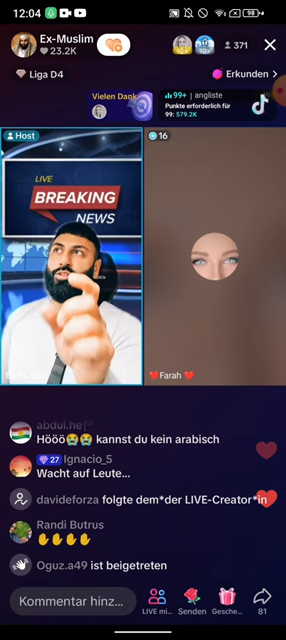 12:04
98
Ex-Muslim
23.2K
371
Liga D4
Erkunden >
Vielen Dank
99+ | angliste
Punkte erforderlich für
99: 579.2K
Host
16
LIVE
BREAKING
NEWS
❤️ Farah ❤️
abdul.he
Hööö😭😭 kannst du kein arabisch
27 Ignacio_5
Wacht auf Leute...
davideforza folgte dem*der LIVE-Creator*in
Randi Butrus
✋✋✋✋
Oguz.a49 ist beigetreten
Kommentar hinz...
LIVE mi...
Senden
Gesche...
81